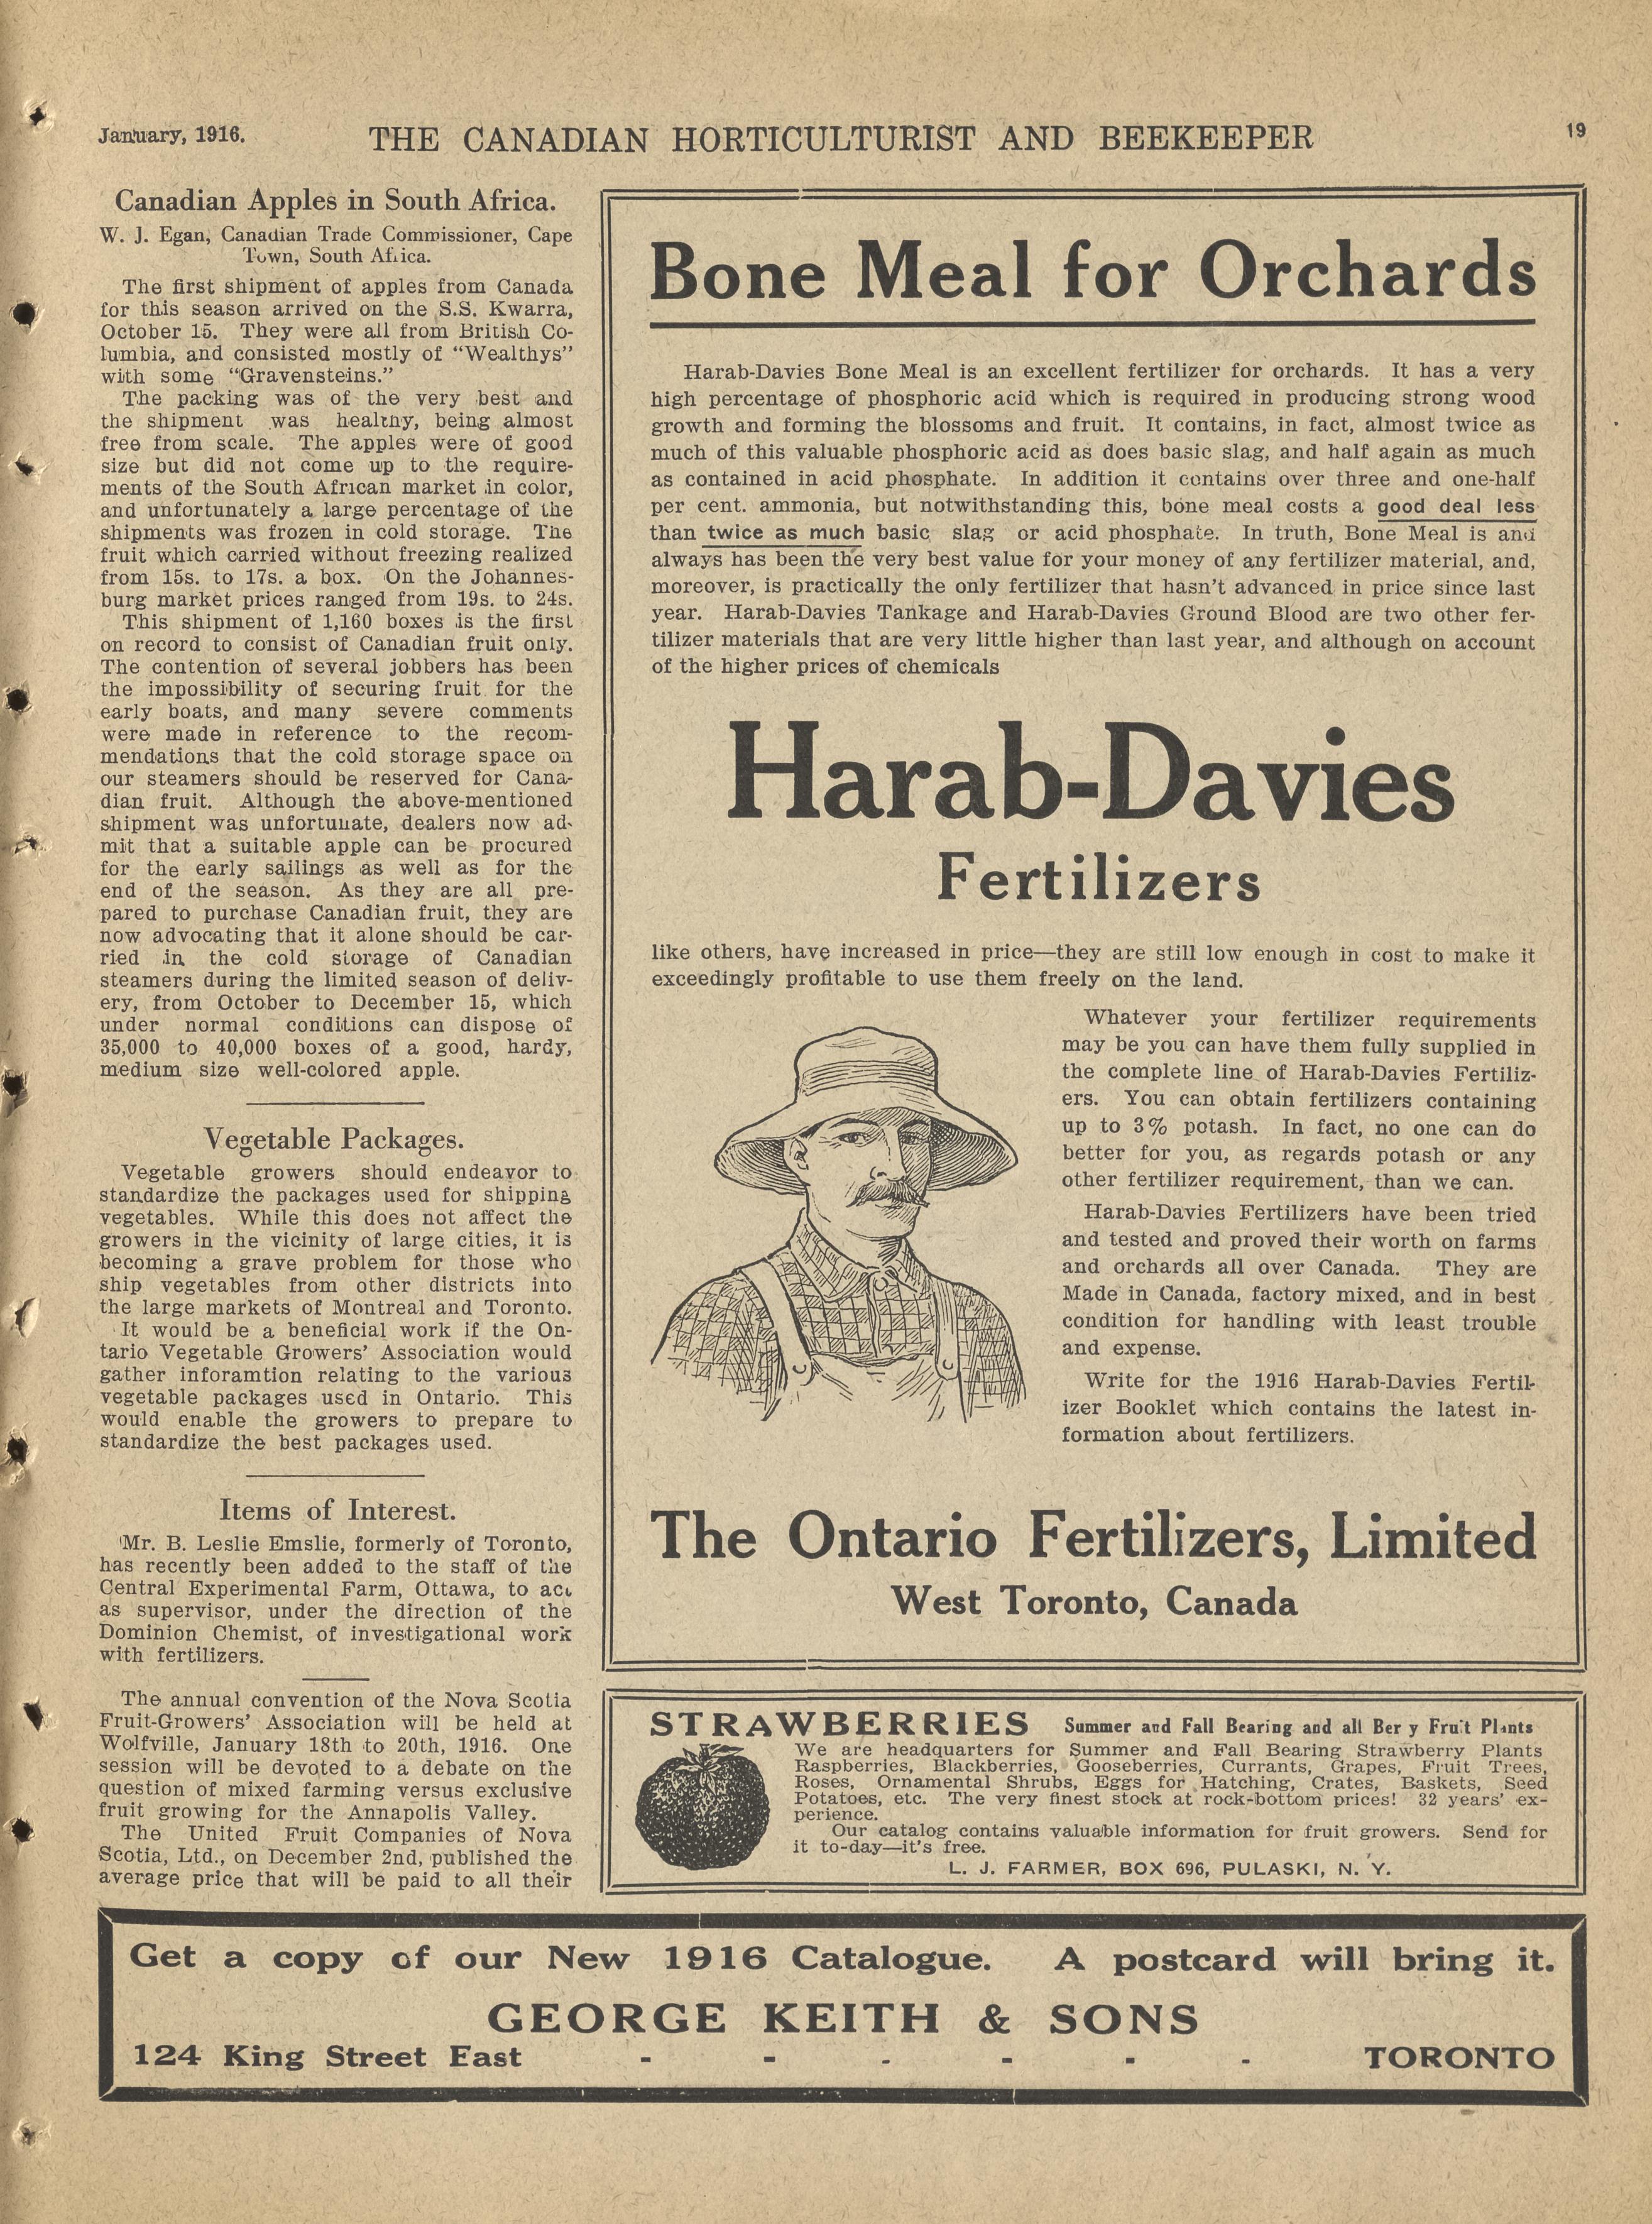 January, 1916.
THE CANADIAN HORTICULTURIST AND BEEKEEPER
19
Canadian Apples in South Africa.
W. J. Egan, Canadian Trade Commissioner, Cape
Town, South Africa.
The first shipment of apples from Canada
for this season arrived on the S.S. Kwarra,
October 15. They were all from British Co-
lumbia, and consisted mostly of "Wealthys"
with some "Gravensteins."
The packing was of the very best and
the shipment was healthy, being almost
free from scale. The apples were of good
size but did not come up to the require-
ments of the South African market in color,
and unfortunately a large percentage of the
shipments was frozen in cold storage. The
fruit which carried without freezing realized
from 15s. to 17s. a box. On the Johannes-
burg market prices ranged from 19s. to 24s.
This shipment of 1,160 boxes is the first
on record to consist of Canadian fruit only.
The contention of several jobbers has been
the impossibility of securing fruit for the
early boats, and many severe comments
were made in reference to the recom-
mendations that the cold storage space on
our steamers should be reserved for Cana-
dian fruit. Although the above-mentioned
shipment was unfortunate, dealers now ad-
mit that a suitable apple can be procured
for the early sailings as well as for the
end of the season. As they are all pre-
pared to purchase Canadian fruit, they are
now advocating that it alone should be car-
ried in the cold storage of Canadian
steamers during the limited season of deliv-
ery, from October to December 15, which
under normal conditions can dispose of
35,000 to 40,000 boxes of a good, hardy,
medium size well-colored apple.
Vegetable Packages.
Vegetable growers should endeavor to
standardize the packages used for shipping
vegetables. While this does not affect the
growers in the vicinity of large cities, it is
becoming a grave problem for those who
ship vegetables from other districts into
the large markets of Montreal and Toronto.
It would be a beneficial work if the On-
tario Vegetable Growers' Association would
gather inforamtion relating to the various
vegetable packages used in Ontario. This
would enable the growers to prepare to
standardize the best packages used.
Items of Interest.
Mr. B. Leslie Emslie, formerly of Toronto,
has recently been added to the staff of the
Central Experimental Farm, Ottawa, to act
as supervisor, under the direction of the
Dominion Chemist, of investigational work
with fertilizers.
The annual convention of the Nova Scotia
Fruit-Growers' Association will be held at
Wolfville, January 18th to 20th, 1916. One
session will be devoted to a debate on the
question of mixed farming versus exclusive
fruit growing for the Annapolis Valley.
The United Fruit Companies of Nova
Scotia, Ltd., on December 2nd, published the
average price that will be paid to all their
Bone Meal for Orchards
Harab-Davies Bone Meal is an excellent fertilizer for orchards. It has a very
high percentage of phosphoric acid which is required in producing strong wood
growth and forming the blossoms and fruit. It contains, in fact, almost twice as
much of this valuable phosphoric acid as does basic slag, and half again as much
as contained in acid phosphate. In addition it contains over three and one-half
per cent. ammonia, but notwithstanding this, bone meal costs a good deal less
than twice as much basic slag or acid phosphate. In truth, Bone Meal is and
always has been the very best value for your money of any fertilizer material, and,
moreover, is practically the only fertilizer that hasn't advanced in price since last
year. Harab-Davies Tankage and Harab-Davies Ground Blood are two other fer-
tilizer materials that are very little higher than last year, and although on account
of the higher prices of chemicals
Harab-Davies
Fertilizers
like others, have increased in price—they are still low enough in cost to make it
exceedingly profitable to use them freely on the land.
Whatever your fertilizer requirements
may be you can have them fully supplied in
the complete line of Harab-Davies Fertiliz-
ers. You can obtain fertilizers containing
up to 3% potash. In fact, no one can do
better for you, as regards potash or any
other fertilizer requirement, than we can.
Harab-Davies Fertilizers have been tried
and tested and proved their worth on farms
and orchards all over Canada. They are
Made in Canada, factory mixed, and in best
condition for handling with least trouble
and expense.
Write for the 1916 Harab-Davies Fertil-
izer Booklet which contains the latest in-
formation about fertilizers.
The Ontario Fertilizers, Limited
West Toronto, Canada
STRAWBERRIES Summer and Fall Bearing and all Berry Fruit Plants
We are headquarters for Summer and Fall Bearing Strawberry Plants
Raspberries, Blackberries, Gooseberries, Currants, Grapes, Fruit Trees,
Roses, Ornamental Shrubs, Eggs for Hatching, Crates, Baskets, Seed
Potatoes, etc. The very finest stock at rock-bottom prices! 32 years' ex-
perience.
Our catalog contains valuable information for fruit growers. Send for
it to-day—it's free.
L. J. FARMER, BOX 696, PULASKI, N. Y.
Get a copy of our New 1916 Catalogue. A postcard will bring it.
GEORGE KEITH & SONS
124 King Street East - - - - - - TORONTO